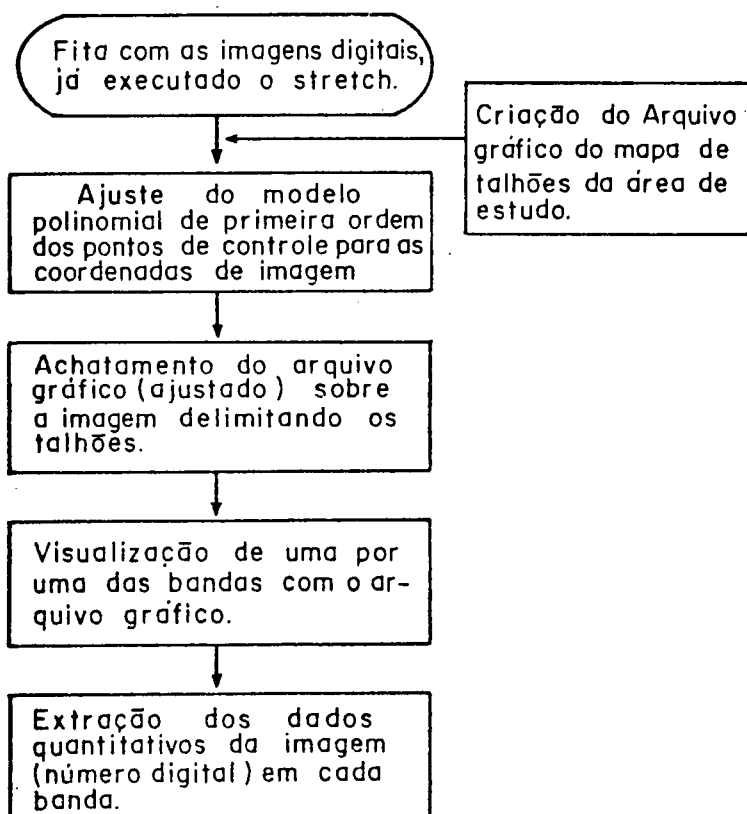 Fita com as imagens digitais,
já executado o stretch.
Criação do Arquivo
gráfico do mapa de
talhões da área de
estudo.
Ajuste do modelo
polinomial de primeira ordem
dos pontos de controle para as
coordenadas de imagem
Achatamento do arquivo
gráfico (ajustado) sobre
a imagem delimitando os
talhões.
Visualização de uma por
uma das bandas com o ar-
quivo gráfico.
Extração dos dados
quantitativos da imagem
(número digital) em cada
banda.